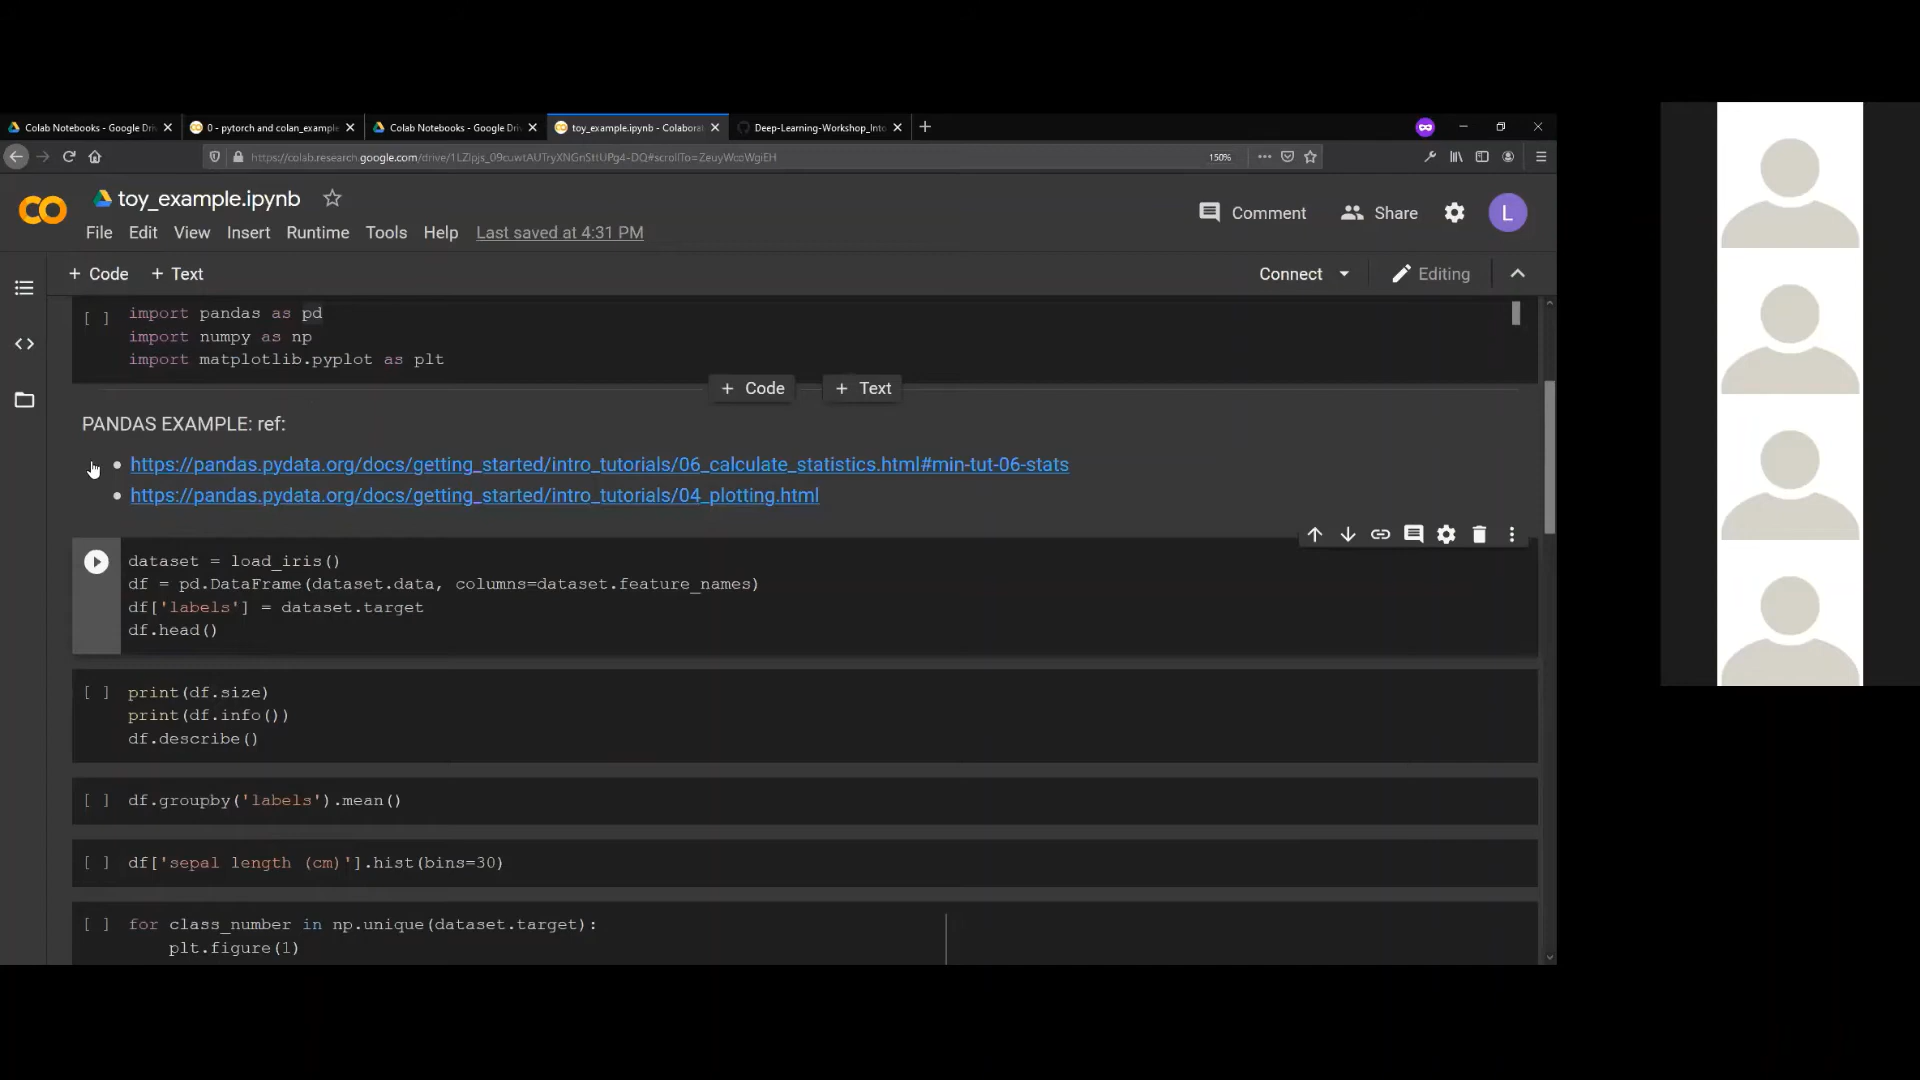 Colab Notebooks - Google Dri
0 - pytorch and colan_example
Colab Notebooks - Google Dri
toy_example.ipynb - Colabora
Deep-Learning-Workshop_Into
150%
CO
toy_example.ipynb
File Edit View Insert Runtime Tools Help Last saved at 4:31 PM
Comment Share L
+ Code + Text
Connect Editing
[ ] import pandas as pd
import numpy as np
import matplotlib.pyplot as plt
+ Code + Text
PANDAS EXAMPLE: ref:
• https://pandas.pydata.org/docs/getting_started/intro_tutorials/06_calculate_statistics.html#min-tut-06-stats
• https://pandas.pydata.org/docs/getting_started/intro_tutorials/04_plotting.html
dataset = load_iris()
df = pd.DataFrame(dataset.data, columns=dataset.feature_names)
df['labels'] = dataset.target
df.head()
[ ] print(df.size)
print(df.info())
df.describe()
[ ] df.groupby('labels').mean()
[ ] df['sepal length (cm)'].hist(bins=30)
[ ] for class_number in np.unique(dataset.target):
plt.figure(1)